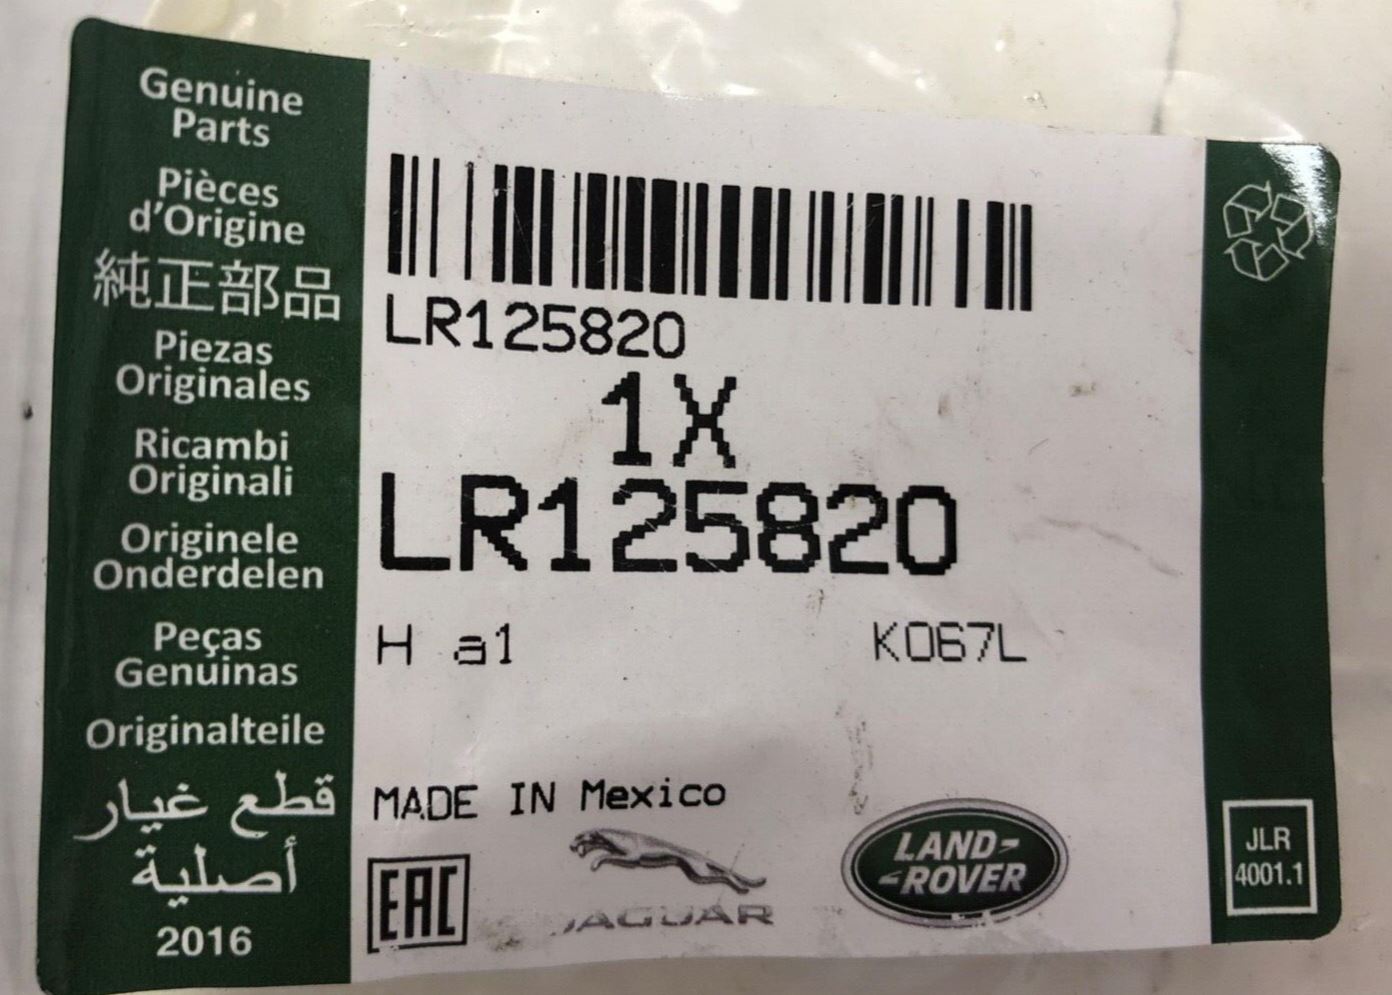 Genuine
Parts
Pièces
d'Origine
純正部品
Piezas
Originales
Ricambi
Originali
Originele
Onderdelen
Peças
Genuinas
Originalteile
قطع غيار
أصلية
2016
LR125820
1X
LR125820
H a1 K067L
MADE IN Mexico
EAC
JAGUAR
LAND-
-ROVER
JLR
4001.1